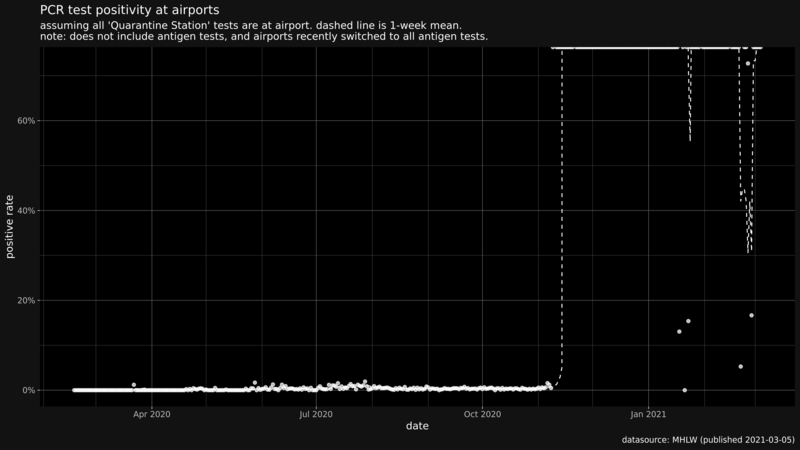 PCR test positivity at airports
assuming all 'Quarantine Station' tests are at airport. dashed line is 1-week mean.
note: does not include antigen tests, and airports recently switched to all antigen tests.
60%
40%
20%
0%
positive rate
Apr 2020
Jul 2020
Oct 2020
Jan 2021
date
datasource: MHLW (published 2021-03-05)